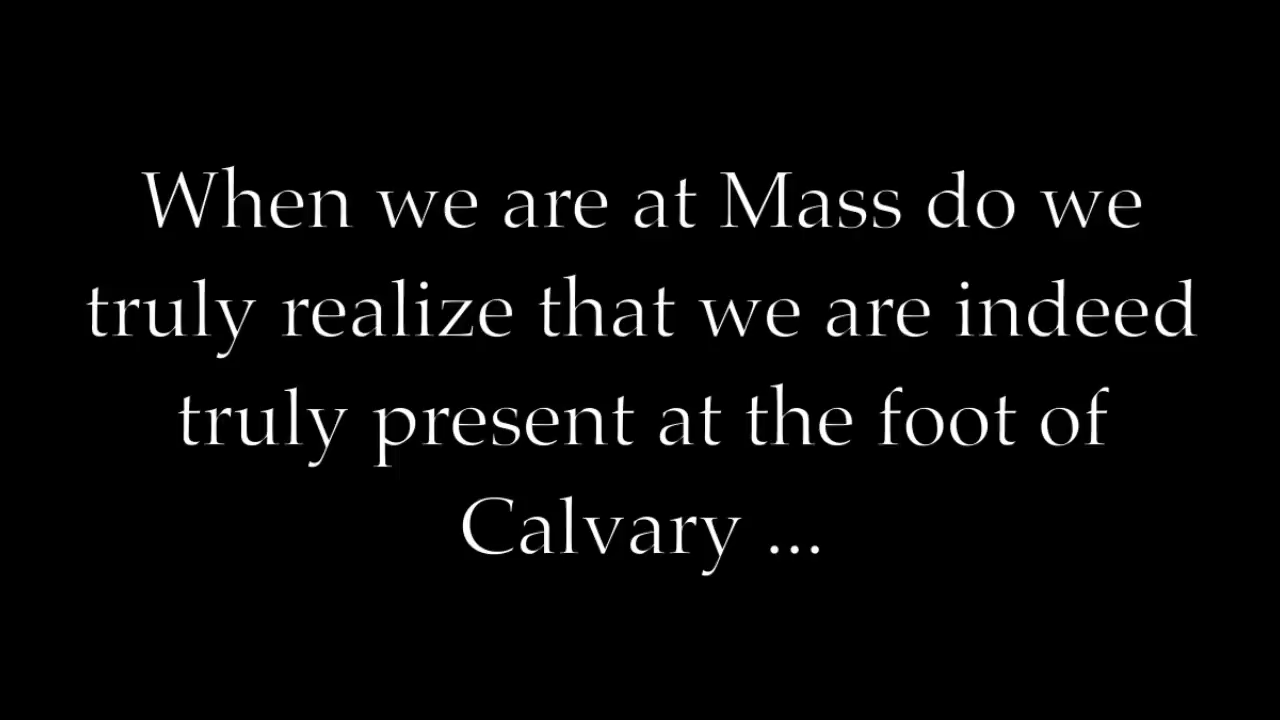 When we are at Mass do we
truly realize that we are indeed
truly present at the foot of
Calvary ...